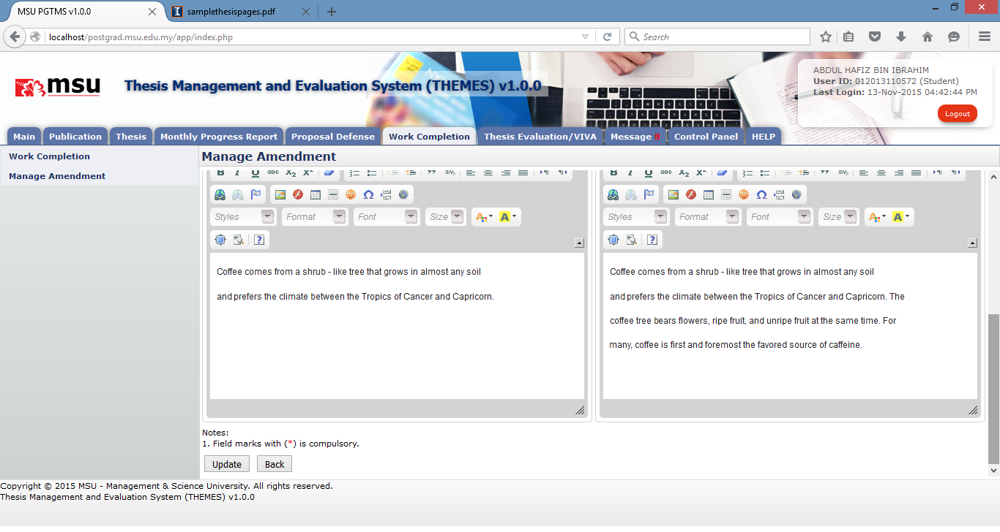 MSU PGTMS v1.0.0
samplethesispages.pdf
localhost/postgrad.msu.edu.my/app/index.php
Search
msu
Thesis Management and Evaluation System (THEMES) v1.0.0
ABDUL HAFIZ BIN IBRAHIM
User ID: 012013110572 (Student)
Last Login: 13-Nov-2015 04:42:44 PM
Logout
Main Publication Thesis Monthly Progress Report Proposal Defense Work Completion Thesis Evaluation/VIVA Message 8 Control Panel HELP
Work Completion
Manage Amendment
Manage Amendment
Styles Format Font Size
Coffee comes from a shrub - like tree that grows in almost any soil
and prefers the climate between the Tropics of Cancer and Capricorn.
Styles Format Font Size
Coffee comes from a shrub - like tree that grows in almost any soil
and prefers the climate between the Tropics of Cancer and Capricorn. The
coffee tree bears flowers, ripe fruit, and unripe fruit at the same time. For
many, coffee is first and foremost the favored source of caffeine.
Notes:
1. Field marks with (*) is compulsory.
Update Back
Copyright © 2015 MSU - Management & Science University. All rights reserved.
Thesis Management and Evaluation System (THEMES) v1.0.0